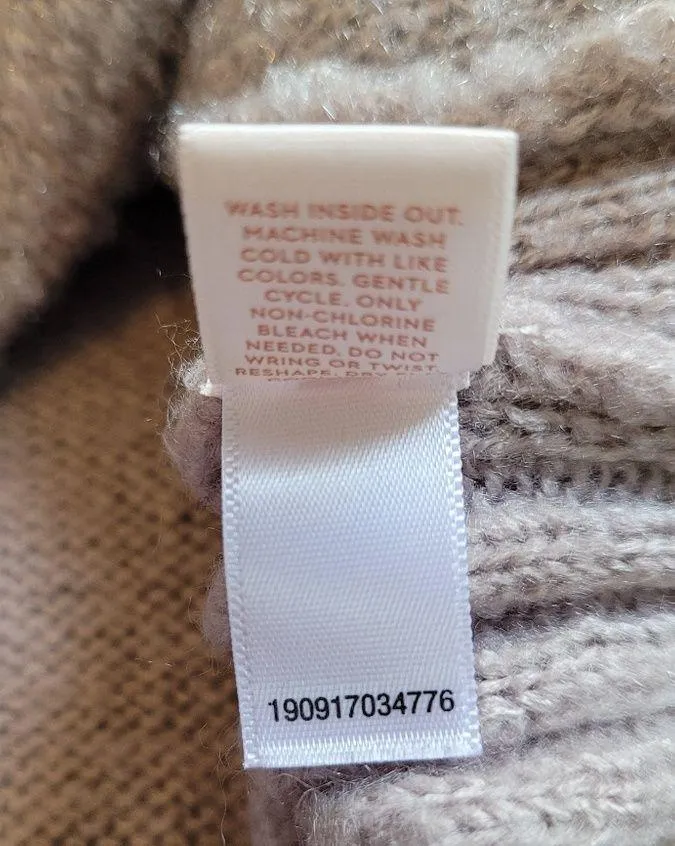 WASH INSIDE OUT.
MACHINE WASH
COLD WITH LIKE
COLORS. GENTLE
CYCLE. ONLY
NON-CHLORINE
BLEACH WHEN
NEEDED. DO NOT
WRING OR TWIST.
RESHAPE. DRY
190917034776